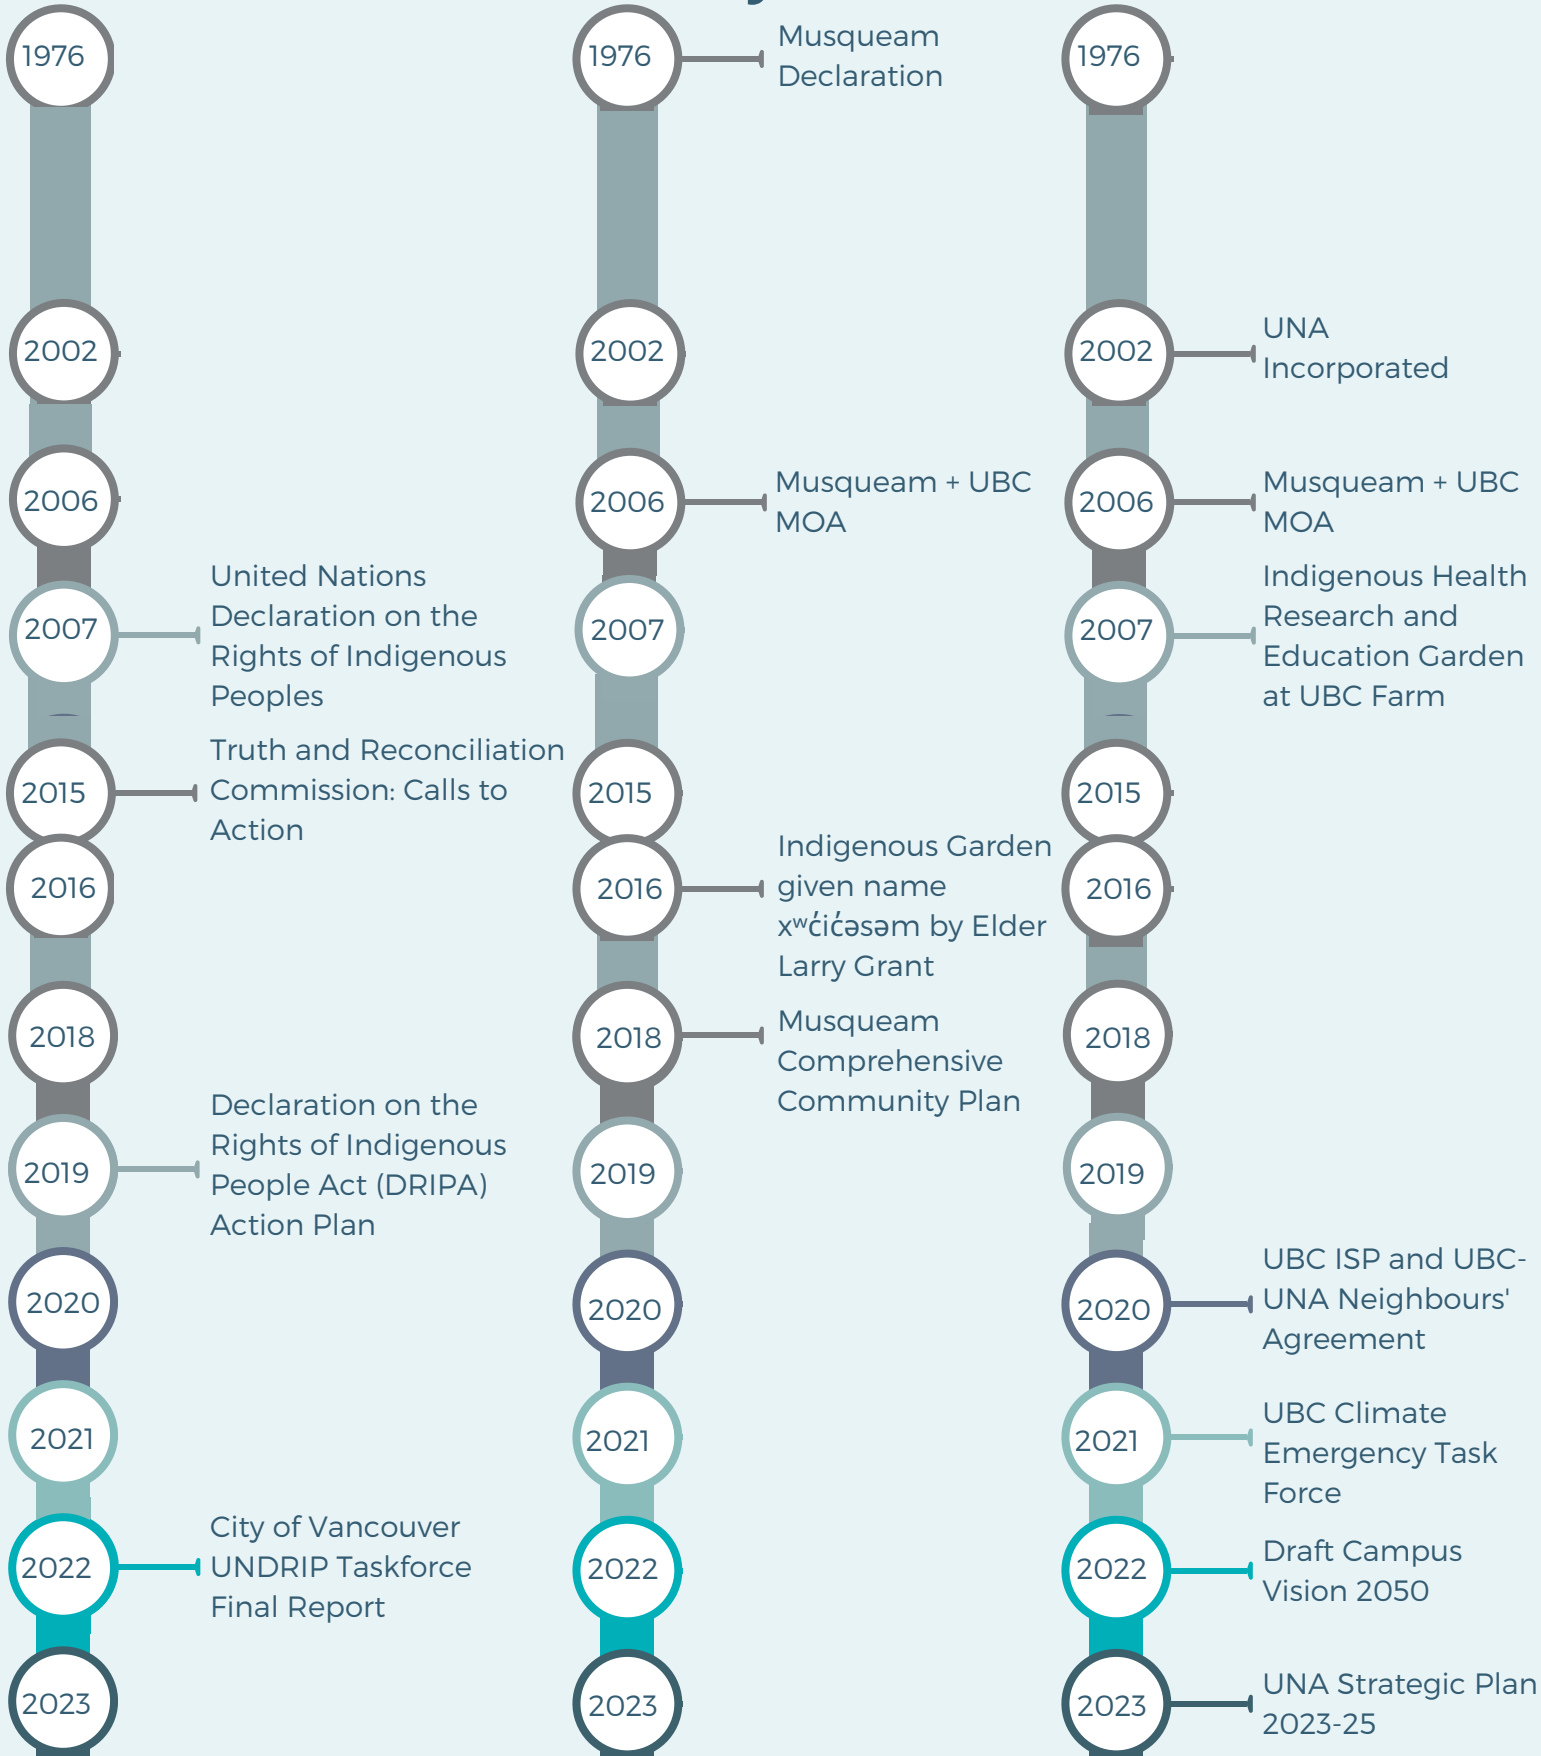 1976
2002
2006
2007
United Nations
Declaration on the
Rights of Indigenous
Peoples
2015
Truth and Reconciliation
Commission: Calls to
Action
2016
2018
2019
Declaration on the
Rights of Indigenous
People Act (DRIPA)
Action Plan
2020
2021
2022
City of Vancouver
UNDRIP Taskforce
Final Report
2023
1976
Musqueam
Declaration
2002
2006
Musqueam + UBC
MOA
2007
2015
2016
Indigenous Garden
given name
xʷc̓ic̓əsəm by Elder
Larry Grant
2018
Musqueam
Comprehensive
Community Plan
2019
2020
2021
2022
2023
1976
2002
UNA
Incorporated
2006
Musqueam + UBC
MOA
2007
Indigenous Health
Research and
Education Garden
at UBC Farm
2015
2016
2018
2019
2020
UBC ISP and UBC-
UNA Neighbours'
Agreement
2021
UBC Climate
Emergency Task
Force
2022
Draft Campus
Vision 2050
2023
UNA Strategic Plan
2023-25